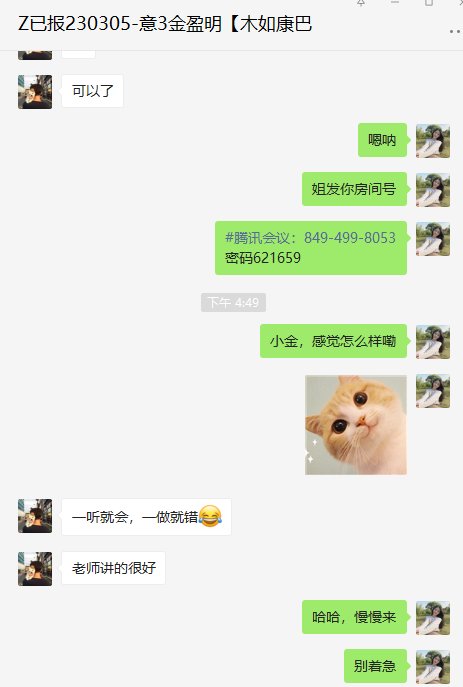 Z已报230305-意3金盈明【木如康巴
可以了
嗯呐
姐发你房间号
#腾讯会议：849-499-8053
密码621659
下午 4:49
小金，感觉怎么样嘞
一听就会，一做就错😂
老师讲的很好
哈哈，慢慢来
别着急